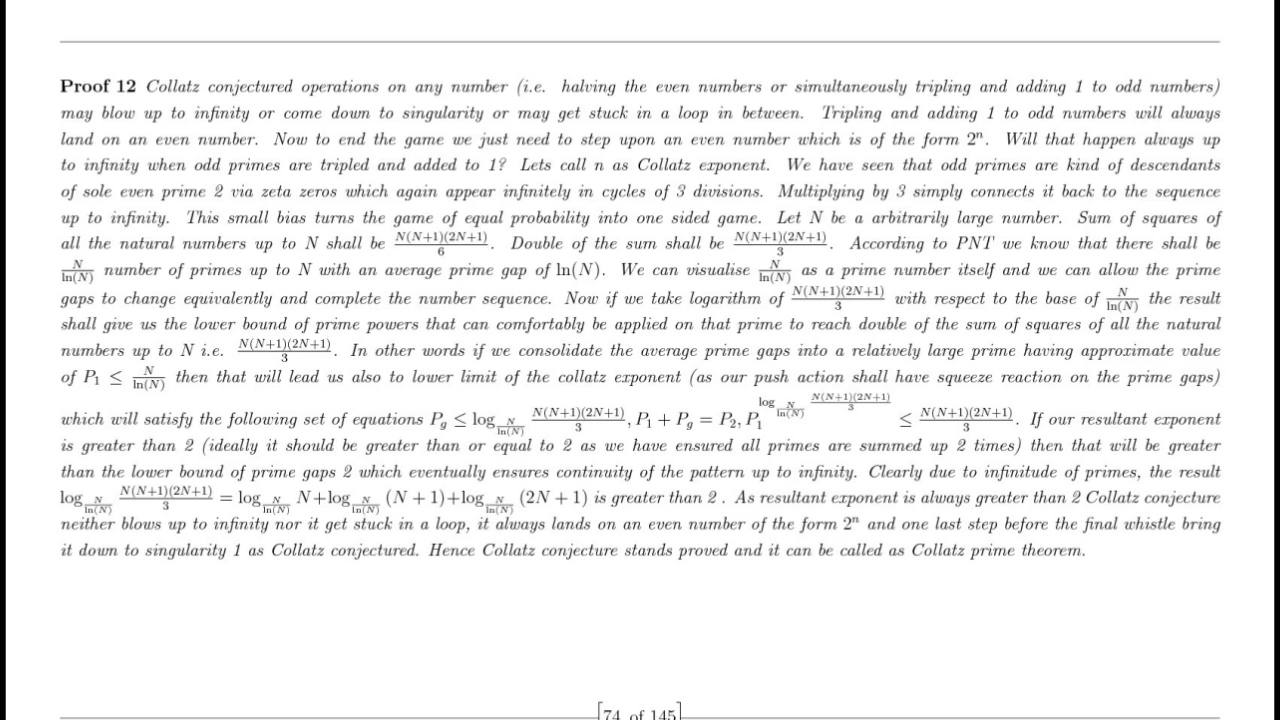 Proof 12 Collatz conjectured operations on any number (i.e. halving the even numbers or simultaneously tripling and adding 1 to odd numbers)
may blow up to infinity or come down to singularity or may get stuck in a loop in between. Tripling and adding 1 to odd numbers will always
land on an even number. Now to end the game we just need to step upon an even number which is of the form $2^n$. Will that happen always up
to infinity when odd primes are tripled and added to 1? Lets call n as Collatz exponent. We have seen that odd primes are kind of descendants
of sole even prime 2 via zeta zeros which again appear infinitely in cycles of 3 divisions. Multiplying by 3 simply connects it back to the sequence
up to infinity. This small bias turns the game of equal probability into one sided game. Let N be a arbitrarily large number. Sum of squares of
all the natural numbers up to N shall be $\frac{N(N+1)(2N+1)}{6}$. Double of the sum shall be $\frac{N(N+1)(2N+1)}{3}$. According to PNT we know that there shall be
$\frac{N}{\ln(N)}$ number of primes up to N with an average prime gap of $\ln(N)$. We can visualise $\frac{N}{\ln(N)}$ as a prime number itself and we can allow the prime
gaps to change equivalently and complete the number sequence. Now if we take logarithm of $\frac{N(N+1)(2N+1)}{3}$ with respect to the base of $\frac{N}{\ln(N)}$ the result
shall give us the lower bound of prime powers that can comfortably be applied on that prime to reach double of the sum of squares of all the natural
numbers up to N i.e. $\frac{N(N+1)(2N+1)}{3}$. In other words if we consolidate the average prime gaps into a relatively large prime having approximate value
of $P_1 \leq \frac{N}{\ln(N)}$ then that will lead us also to lower limit of the collatz exponent (as our push action shall have squeeze reaction on the prime gaps)
which will satisfy the following set of equations $P_g \leq \log_{\frac{N}{\ln(N)}} \frac{N(N+1)(2N+1)}{3}, P_1 + P_g = P_2, P_1^{\log_{\frac{N}{\ln(N)}} \frac{N(N+1)(2N+1)}{3}} \leq \frac{N(N+1)(2N+1)}{3}$. If our resultant exponent
is greater than 2 (ideally it should be greater than or equal to 2 as we have ensured all primes are summed up 2 times) then that will be greater
than the lower bound of prime gaps 2 which eventually ensures continuity of the pattern up to infinity. Clearly due to infinitude of primes, the result
$\log_{\frac{N}{\ln(N)}} \frac{N(N+1)(2N+1)}{3} = \log_{\frac{N}{\ln(N)}} N + \log_{\frac{N}{\ln(N)}} (N+1) + \log_{\frac{N}{\ln(N)}} (2N+1)$ is greater than 2 . As resultant exponent is always greater than 2 Collatz conjecture
neither blows up to infinity nor it get stuck in a loop, it always lands on an even number of the form $2^n$ and one last step before the final whistle bring
it down to singularity 1 as Collatz conjectured. Hence Collatz conjecture stands proved and it can be called as Collatz prime theorem.
74 of 145